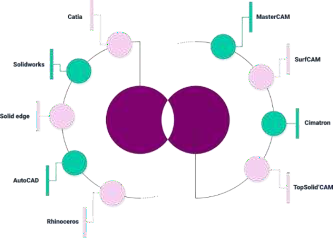 Catia
Solidworks
Solid edge
AutoCAD
Rhinoceros
MasterCAM
SurfCAM
Cimatron
TopSolid'CAM